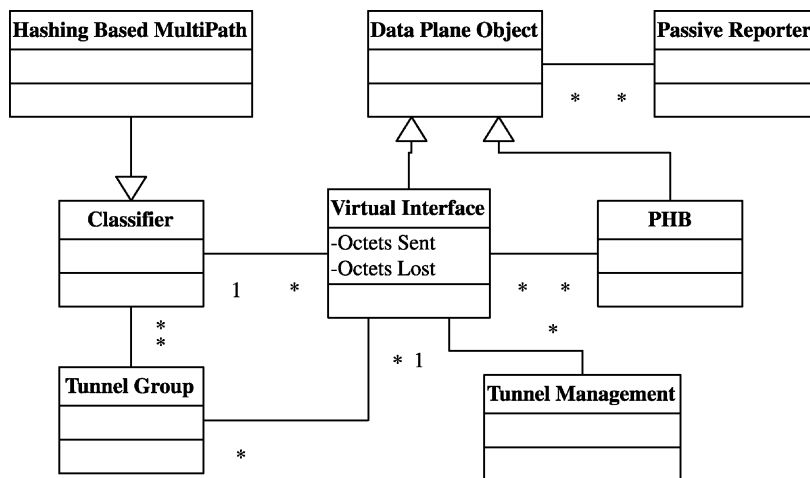 Hashing Based MultiPath
Data Plane Object
Passive Reporter
* *
Classifier
Virtual Interface
PHB
-Octets Sent
-Octets Lost
1 *
* *
*
*
*
* 1
Tunnel Group
Tunnel Management
*